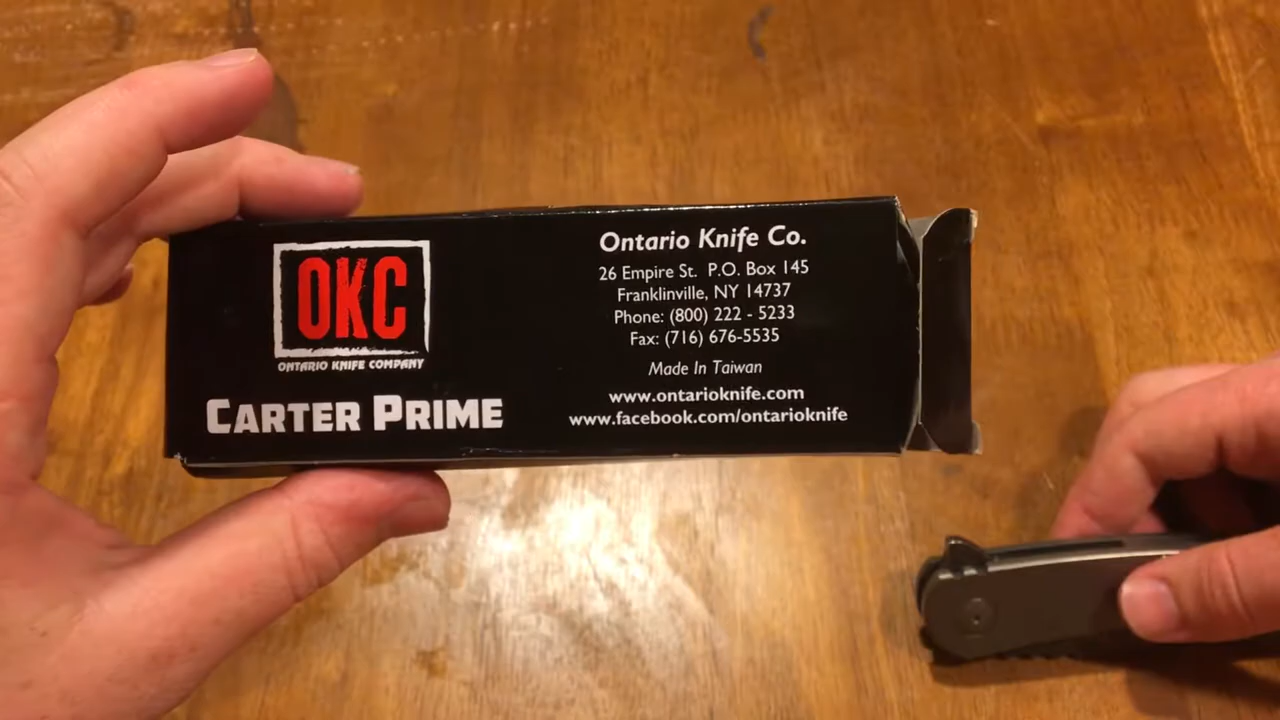 OKC
ONTARIO KNIFE COMPANY
CARTER PRIME
Ontario Knife Co.
26 Empire St. P.O. Box 145
Franklinville, NY 14737
Phone: (800) 222 - 5233
Fax: (716) 676-5535
Made In Taiwan
www.ontarioknife.com
www.facebook.com/ontarioknife